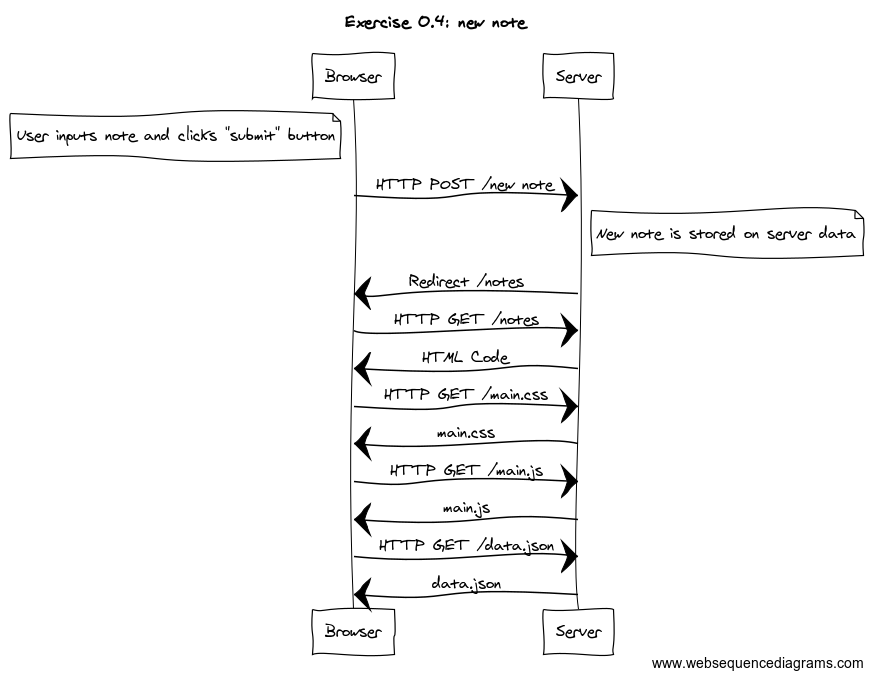 Exercise 0.4: new note
Browser
Server
User inputs note and clicks "submit" button
HTTP POST /new note
New note is stored on server data
Redirect /notes
HTTP GET /notes
HTML Code
HTTP GET /main.css
main.css
HTTP GET /main.js
main.js
HTTP GET /data.json
data.json
Browser
Server
www.websequencediagrams.com